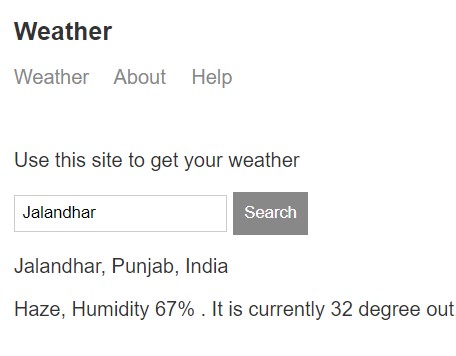 Weather
Weather About Help
Use this site to get your weather
Jalandhar Search
Jalandhar, Punjab, India
Haze, Humidity 67% . It is currently 32 degree out